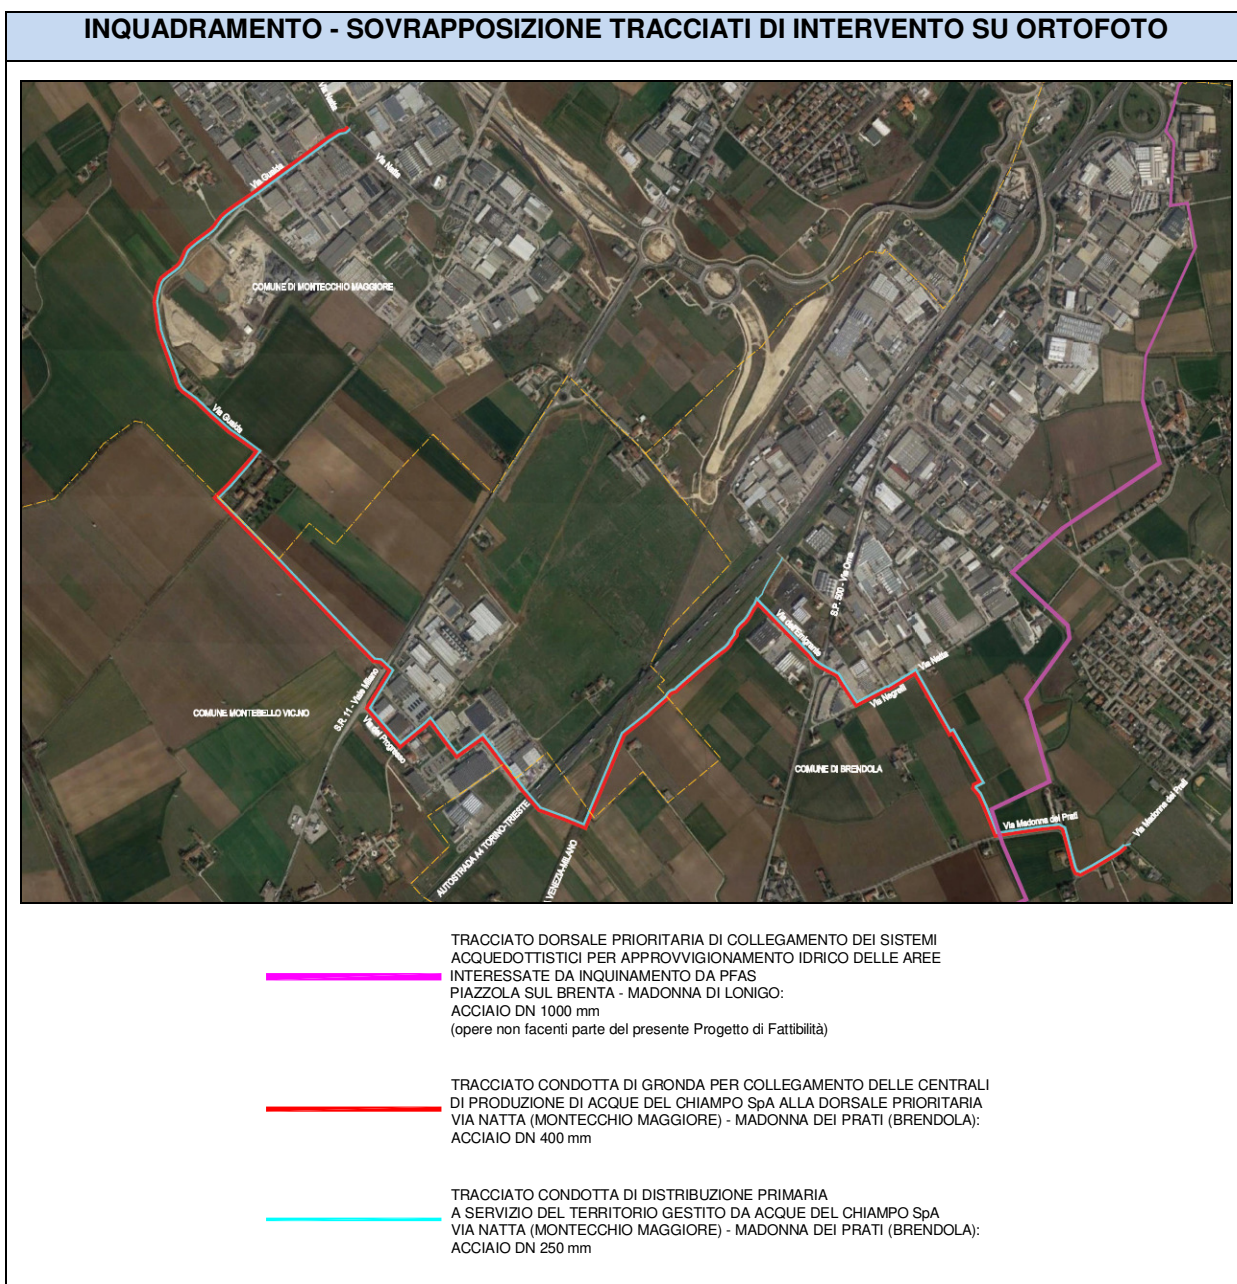 INQUADRAMENTO - SOVRAPPOSIZIONE TRACCIATI DI INTERVENTO SU ORTOFOTO
Via Natta
Via Gualda
Via Natta
COMUNE DI MONTECCHIO MAGGIORE
Via Gualda
S.P. 500 - Via Orna
Via dell'Emigrante
Via Natta
S.R. 11 - Viale Milano
Via Negrelli
COMUNE MONTEBELLO VIC.NO
Via del Progresso
COMUNE DI BRENDOLA
Via Madonna dei Prati
Via Madonna dei Prati
AUTOSTRADA A4 TORINO-TRIESTE
VENEZIA-MILANO
TRACCIATO DORSALE PRIORITARIA DI COLLEGAMENTO DEI SISTEMI
ACQUEDOTTISTICI PER APPROVVIGIONAMENTO IDRICO DELLE AREE
INTERESSATE DA INQUINAMENTO DA PFAS
PIAZZOLA SUL BRENTA - MADONNA DI LONIGO:
ACCIAIO DN 1000 mm
(opere non facenti parte del presente Progetto di Fattibilità)
TRACCIATO CONDOTTA DI GRONDA PER COLLEGAMENTO DELLE CENTRALI
DI PRODUZIONE DI ACQUE DEL CHIAMPO SpA ALLA DORSALE PRIORITARIA
VIA NATTA (MONTECCHIO MAGGIORE) - MADONNA DEI PRATI (BRENDOLA):
ACCIAIO DN 400 mm
TRACCIATO CONDOTTA DI DISTRIBUZIONE PRIMARIA
A SERVIZIO DEL TERRITORIO GESTITO DA ACQUE DEL CHIAMPO SpA
VIA NATTA (MONTECCHIO MAGGIORE) - MADONNA DEI PRATI (BRENDOLA):
ACCIAIO DN 250 mm